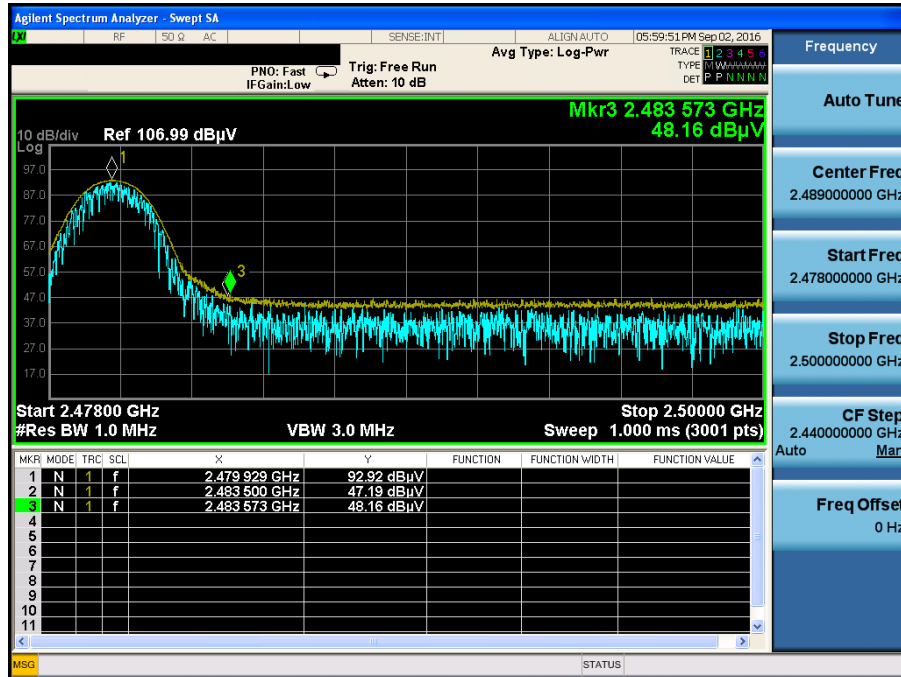 Agilent Spectrum Analyzer - Swept SA
LXI RF 50 Ω AC SENSE:INT ALIGN AUTO 05:59:51 PM Sep 02, 2016
Avg Type: Log-Pwr TRACE 1 2 3 4 5 6
PNO: Fast Trig: Free Run TYPE M W W W W W
IFGain:Low Atten: 10 dB DET P P N N N N
Mkr3 2.483 573 GHz
10 dB/div Ref 106.99 dBµV 48.16 dBµV
Log
97.0
87.0
77.0
67.0
57.0
47.0
37.0
27.0
17.0
1
3
Start 2.47800 GHz Stop 2.50000 GHz
#Res BW 1.0 MHz VBW 3.0 MHz Sweep 1.000 ms (3001 pts)
MKR MODE TRC SCL X Y FUNCTION FUNCTION WIDTH FUNCTION VALUE
1 N 1 f 2.479 929 GHz 92.92 dBµV
2 N 1 f 2.483 500 GHz 47.19 dBµV
3 N 1 f 2.483 573 GHz 48.16 dBµV
4
5
6
7
8
9
10
11
MSG STATUS
Frequency
Auto Tune
Center Freq
2.489000000 GHz
Start Freq
2.478000000 GHz
Stop Freq
2.500000000 GHz
CF Step
2.440000000 GHz
Auto Man
Freq Offset
0 Hz